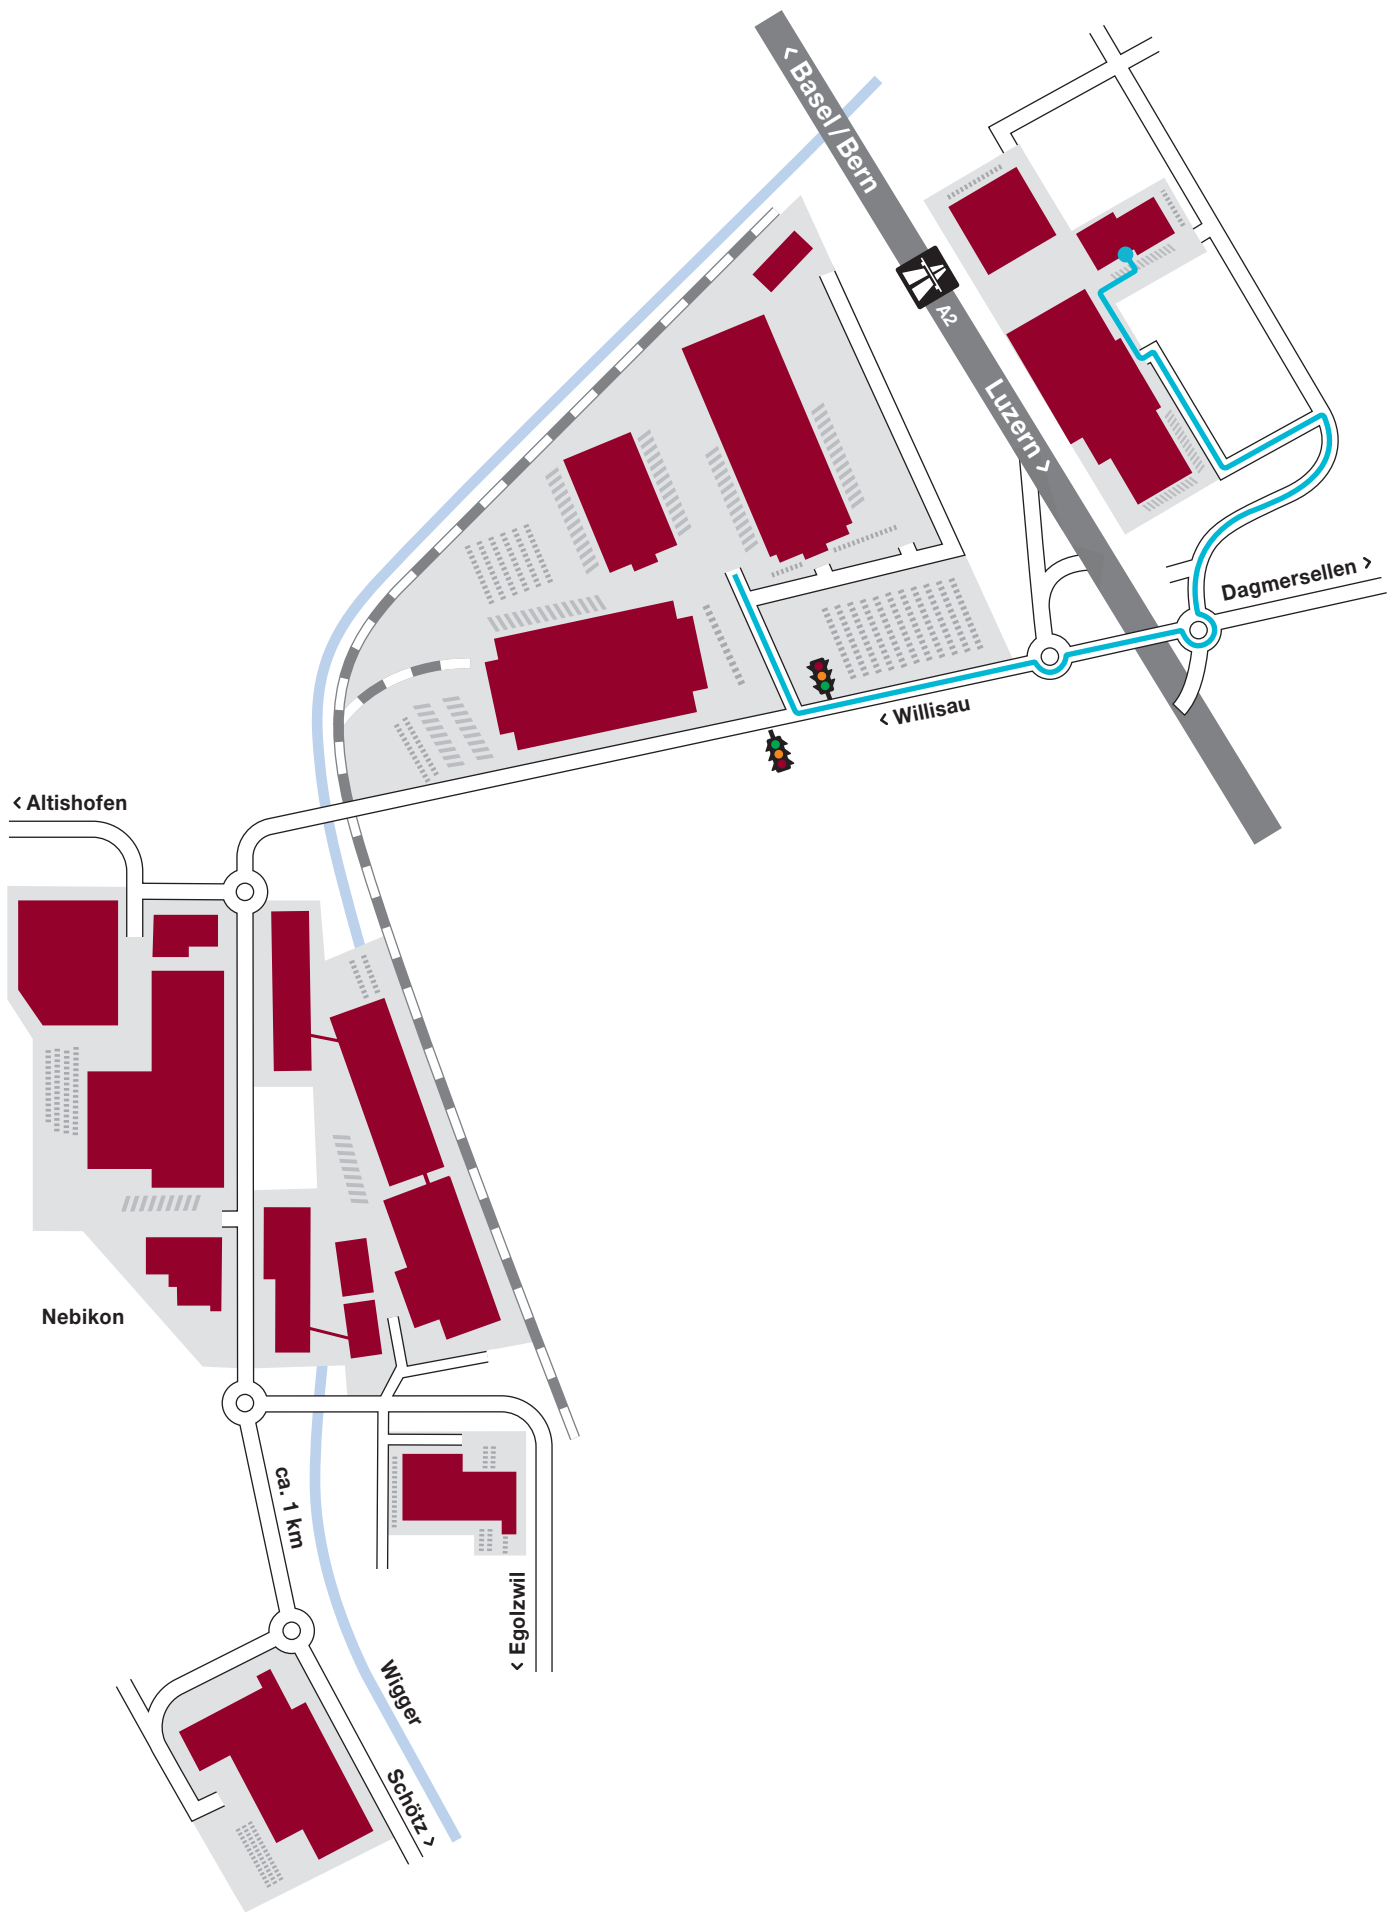 ‹ Basel / Bern
A2
Luzern ›
Dagmersellen ›
‹ Willisau
‹ Altishofen
Nebikon
ca. 1 km
‹ Egolzwil
Wigger
Schötz ›